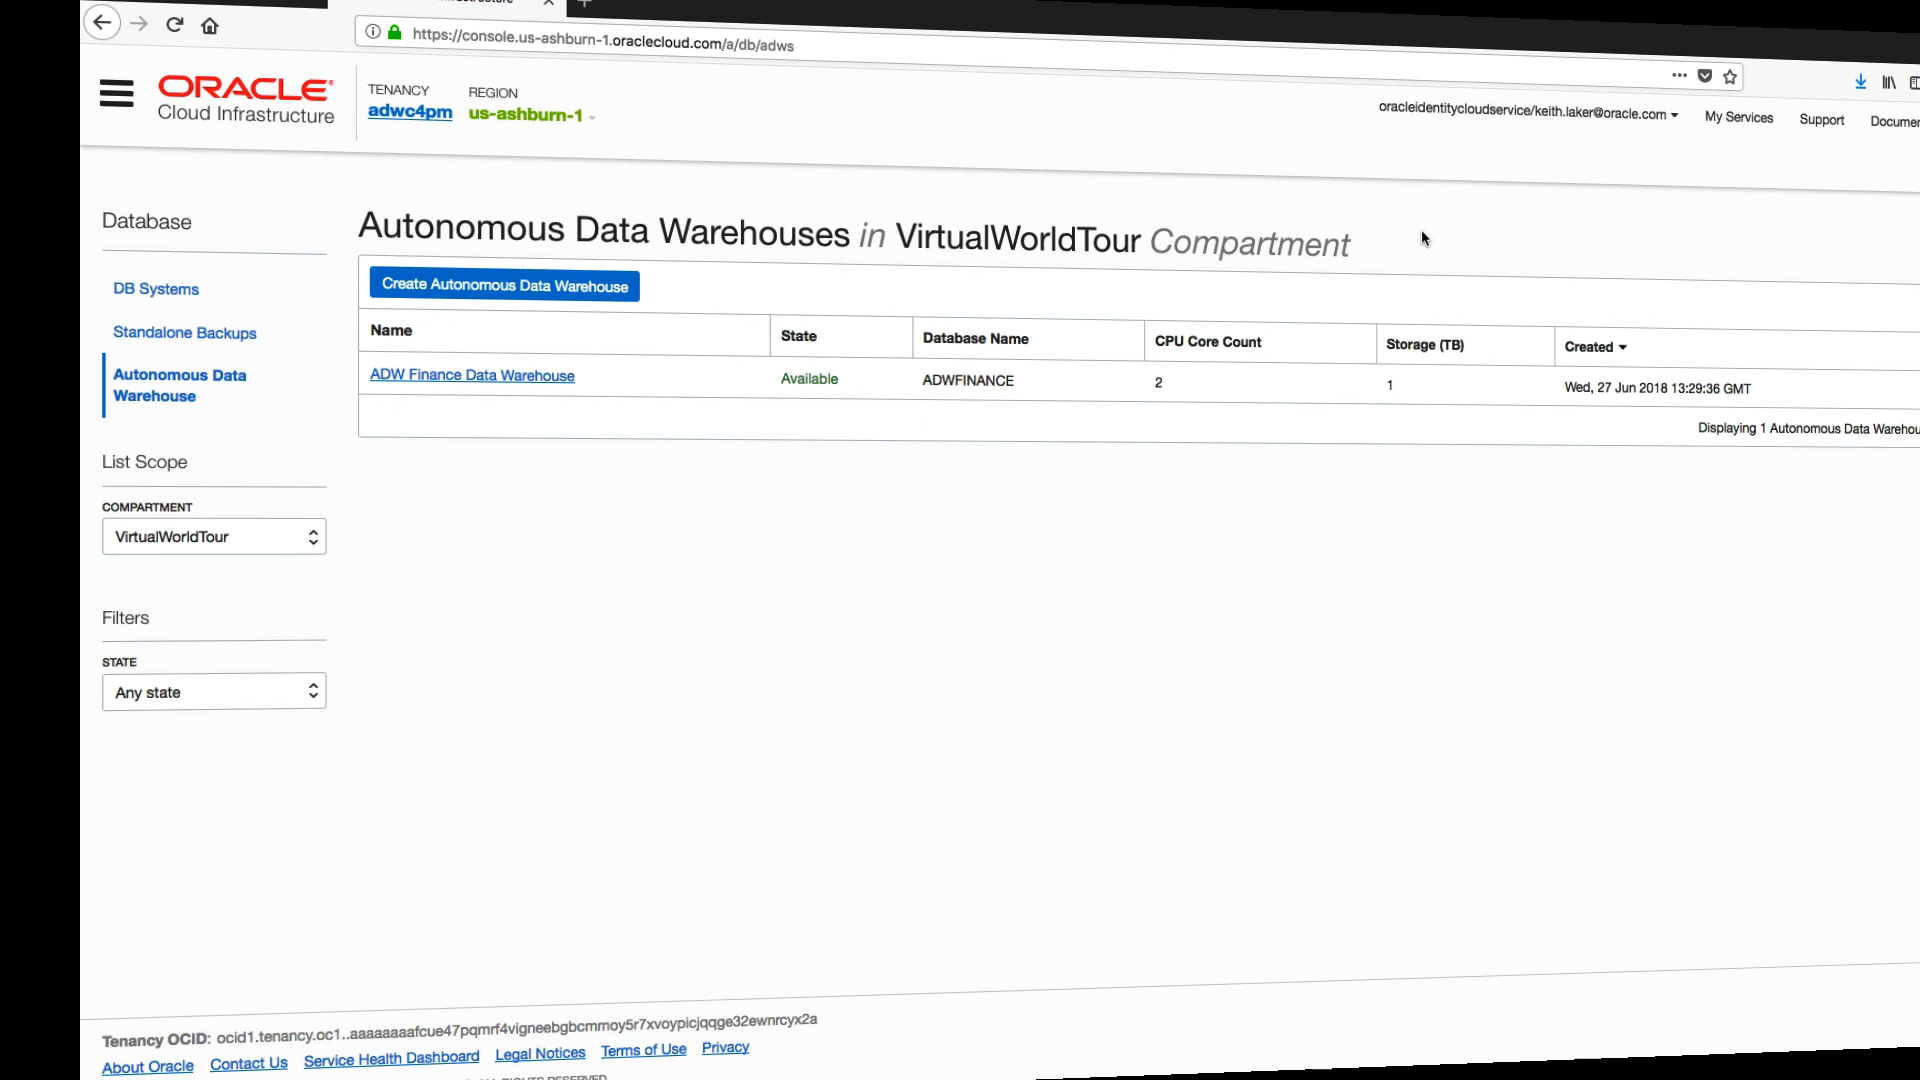 https://console.us-ashburn-1.oraclecloud.com/a/db/adws
ORACLE
Cloud Infrastructure
TENANCY
adwc4pm
REGION
us-ashburn-1
oracleidentitycloudservice/keith.laker@oracle.com
My Services
Support
Database
DB Systems
Standalone Backups
Autonomous Data
Warehouse
List Scope
COMPARTMENT
VirtualWorldTour
Filters
STATE
Any state
Autonomous Data Warehouses in VirtualWorldTour Compartment
Create Autonomous Data Warehouse
Name State Database Name CPU Core Count Storage (TB) Created
ADW Finance Data Warehouse Available ADWFINANCE 2 1 Wed, 27 Jun 2018 13:29:36 GMT
Displaying 1 Autonomous Data
Tenancy OCID: ocid1.tenancy.oc1..aaaaaaaafcue47pqmrf4vigneebgbcmmoy5r7xvoypicjqqge32ewnrcyx2a
About Oracle Contact Us Service Health Dashboard Legal Notices Terms of Use Privacy